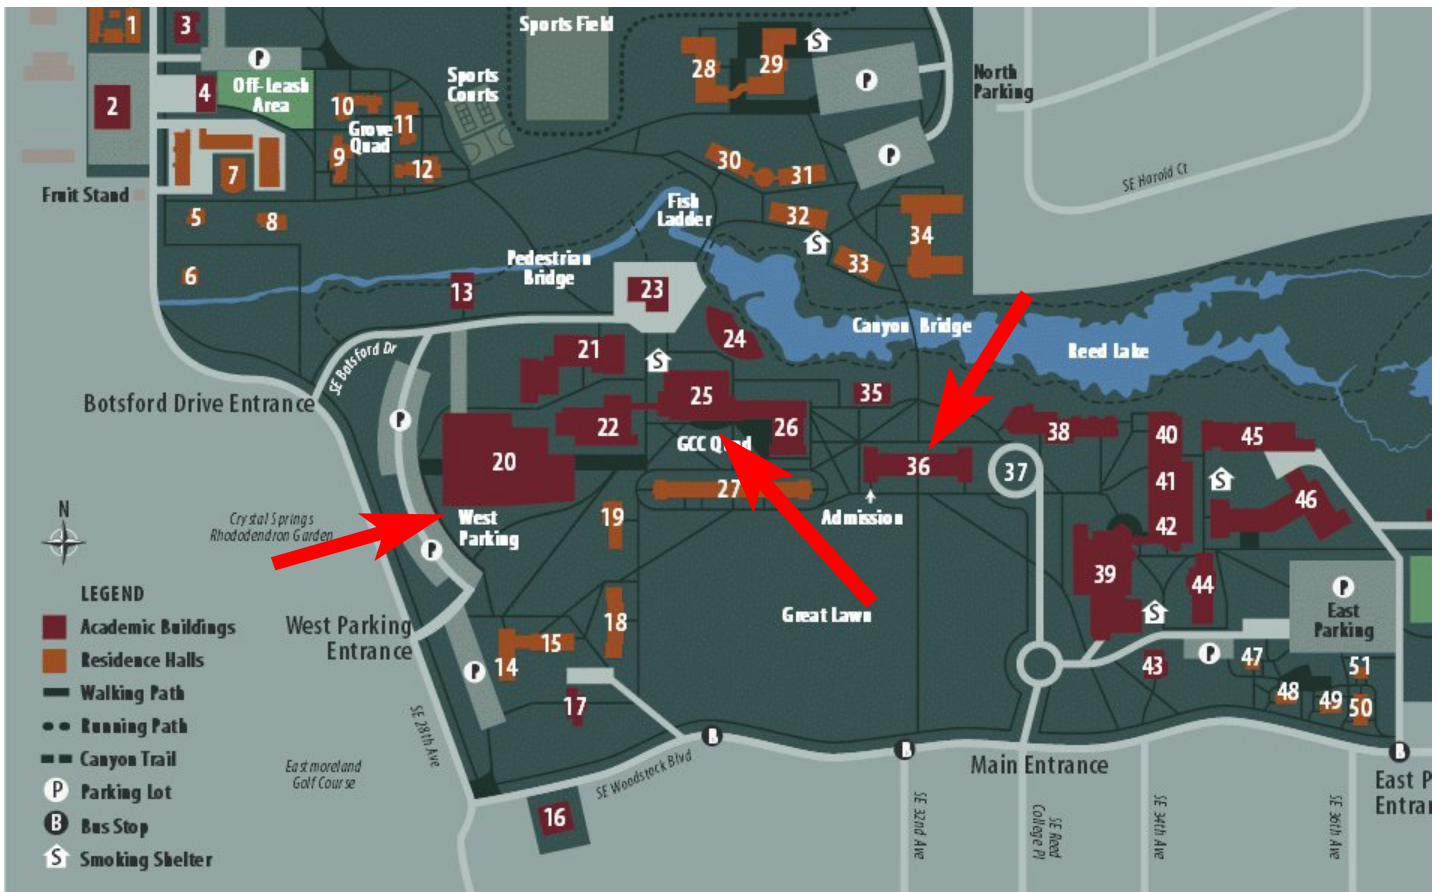 1
3
Sports Field
S
29
28
P
North
Parking
P
Off-Leash
Area
4
2
Sports
Courts
10
11
Grove
Quad
9
12
7
30
31
P
SE Harold Ct
Fruit Stand
5
8
Fish
Ladder
32
S
34
33
6
Pedestrian
Bridge
13
23
24
Canyon Bridge
Reed Lake
SE Botsford Dr
21
S
Botsford Drive Entrance
P
25
35
22
26
GCC Quad
20
36
37
38
40
45
41
S
46
42
27
Admission
19
West
Parking
N
Crystal Springs
Rhododendron Garden
P
39
44
P
East
Parking
S
Great Lawn
18
15
14
P
17
West Parking
Entrance
43
P
47
51
48
49
50
LEGEND
Academic Buildings
Residence Halls
Walking Path
Running Path
Canyon Trail
P Parking Lot
B Bus Stop
S Smoking Shelter
SE 28th Ave
Eastmoreland
Golf Course
B
B
B
SE Woodstock Blvd
16
Main Entrance
East P
Entra
SE 32nd Ave
SE Reed
College Pl
SE 34th Ave
SE 36th Ave